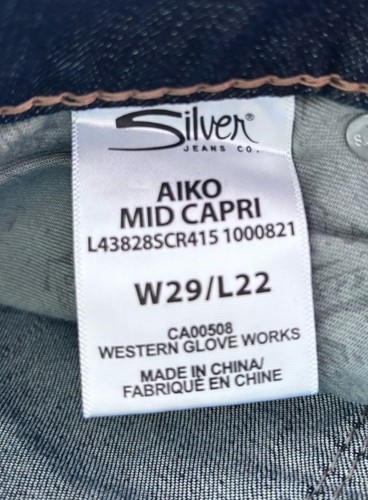 Silver®
JEANS CO.
AIKO
MID CAPRI
L43828SCR415 1000821
W29/L22
CA00508
WESTERN GLOVE WORKS
MADE IN CHINA/
FABRIQUÉ EN CHINE